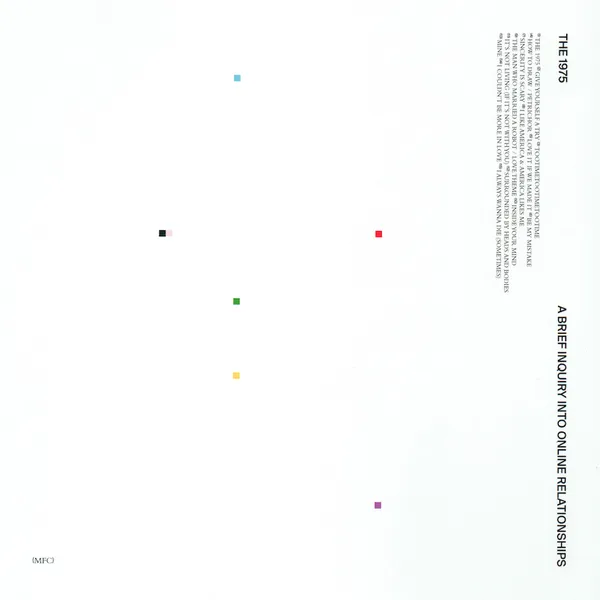 THE 1975
A BRIEF INQUIRY INTO ONLINE RELATIONSHIPS
THE 1975 GIVE YOURSELF A TRY TOOTIMETOOTIMETOOTIME
HOW TO DRAW / PETRICHOR LOVE IT IF WE MADE IT BE MY MISTAKE
SINCERITY IS SCARY I LIKE AMERICA & AMERICA LIKES ME
THE MAN WHO MARRIED A ROBOT / LOVE THEME INSIDE YOUR MIND
IT'S NOT LIVING (IF IT'S NOT WITH YOU) SURROUNDED BY HEADS AND BODIES
MINE I COULDN'T BE MORE IN LOVE I ALWAYS WANNA DIE (SOMETIMES)
(MFC)